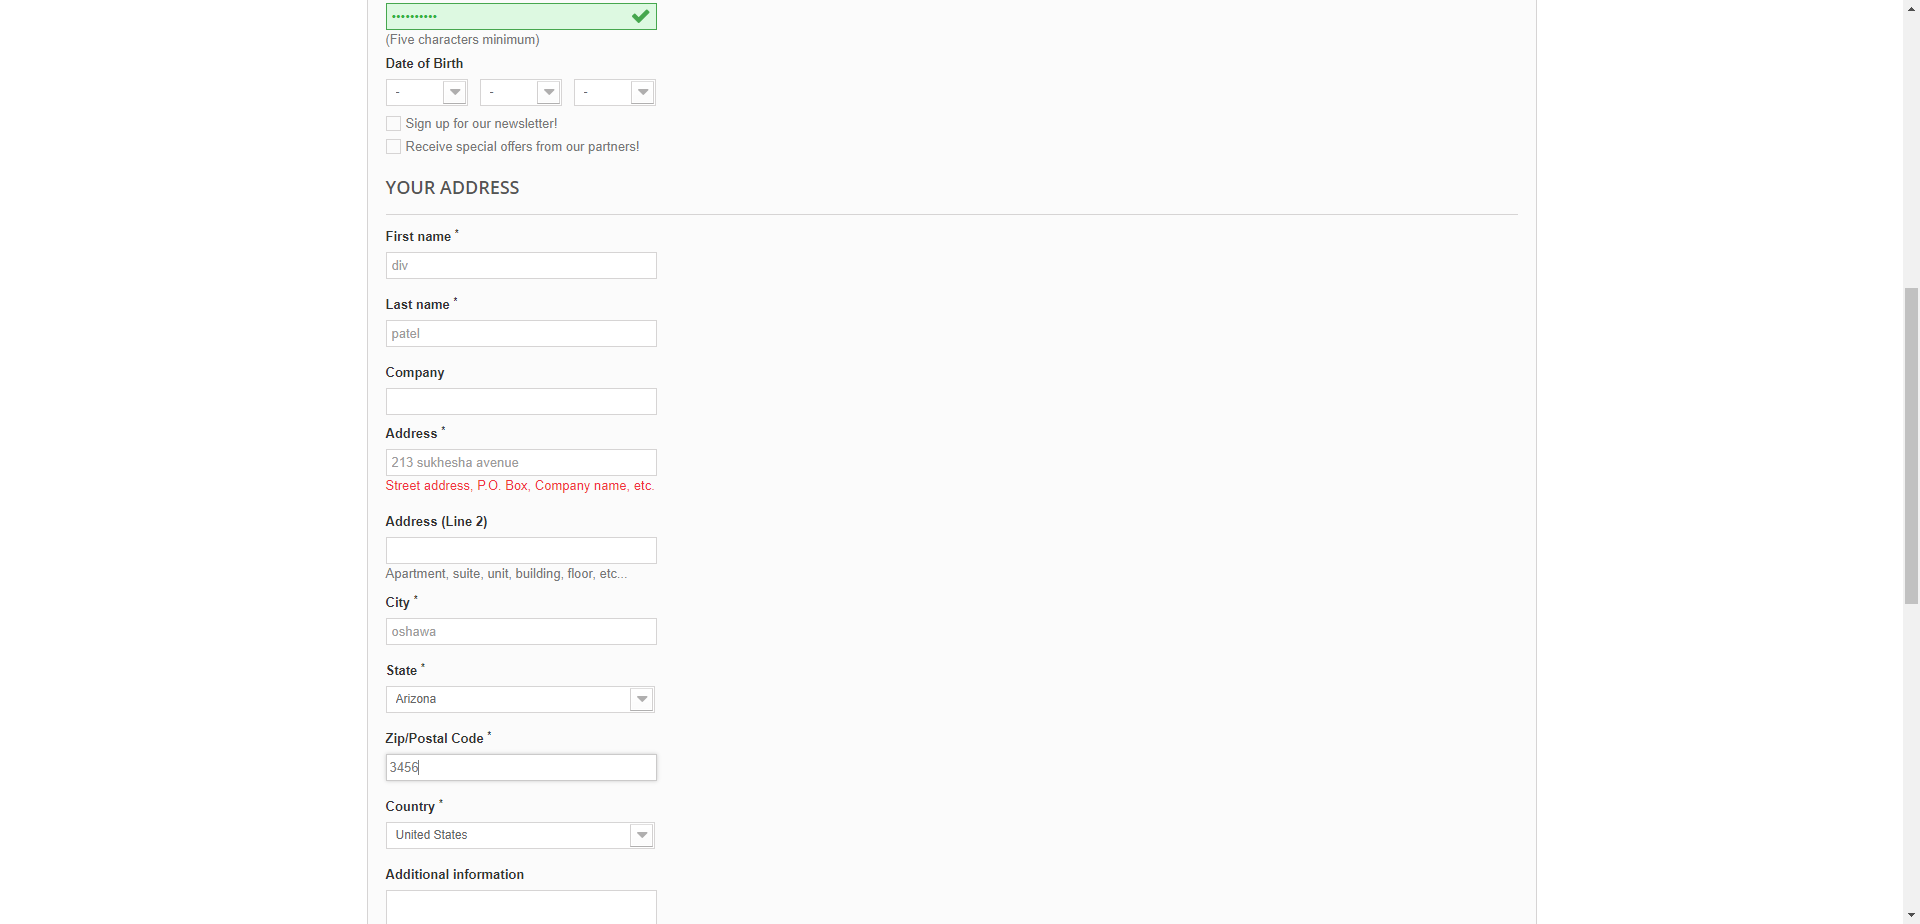 ••••••••••
(Five characters minimum)
Date of Birth
- - -
Sign up for our newsletter!
Receive special offers from our partners!
YOUR ADDRESS
First name *
div
Last name *
patel
Company
Address *
213 sukhesha avenue
Street address, P.O. Box, Company name, etc.
Address (Line 2)
Apartment, suite, unit, building, floor, etc...
City *
oshawa
State *
Arizona
Zip/Postal Code *
3456
Country *
United States
Additional information